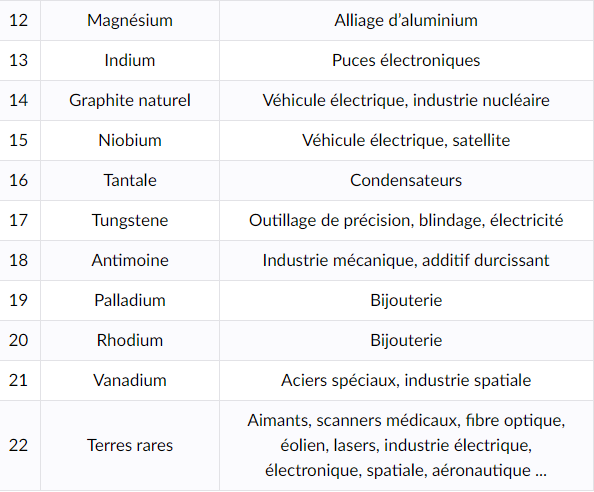 12 Magnésium Alliage d’aluminium
13 Indium Puces électroniques
14 Graphite naturel Véhicule électrique, industrie nucléaire
15 Niobium Véhicule électrique, satellite
16 Tantale Condensateurs
17 Tungstene Outillage de précision, blindage, électricité
18 Antimoine Industrie mécanique, additif durcissant
19 Palladium Bijouterie
20 Rhodium Bijouterie
21 Vanadium Aciers spéciaux, industrie spatiale
22 Terres rares Aimants, scanners médicaux, fibre optique,
éolien, lasers, industrie électrique,
électronique, spatiale, aéronautique ...